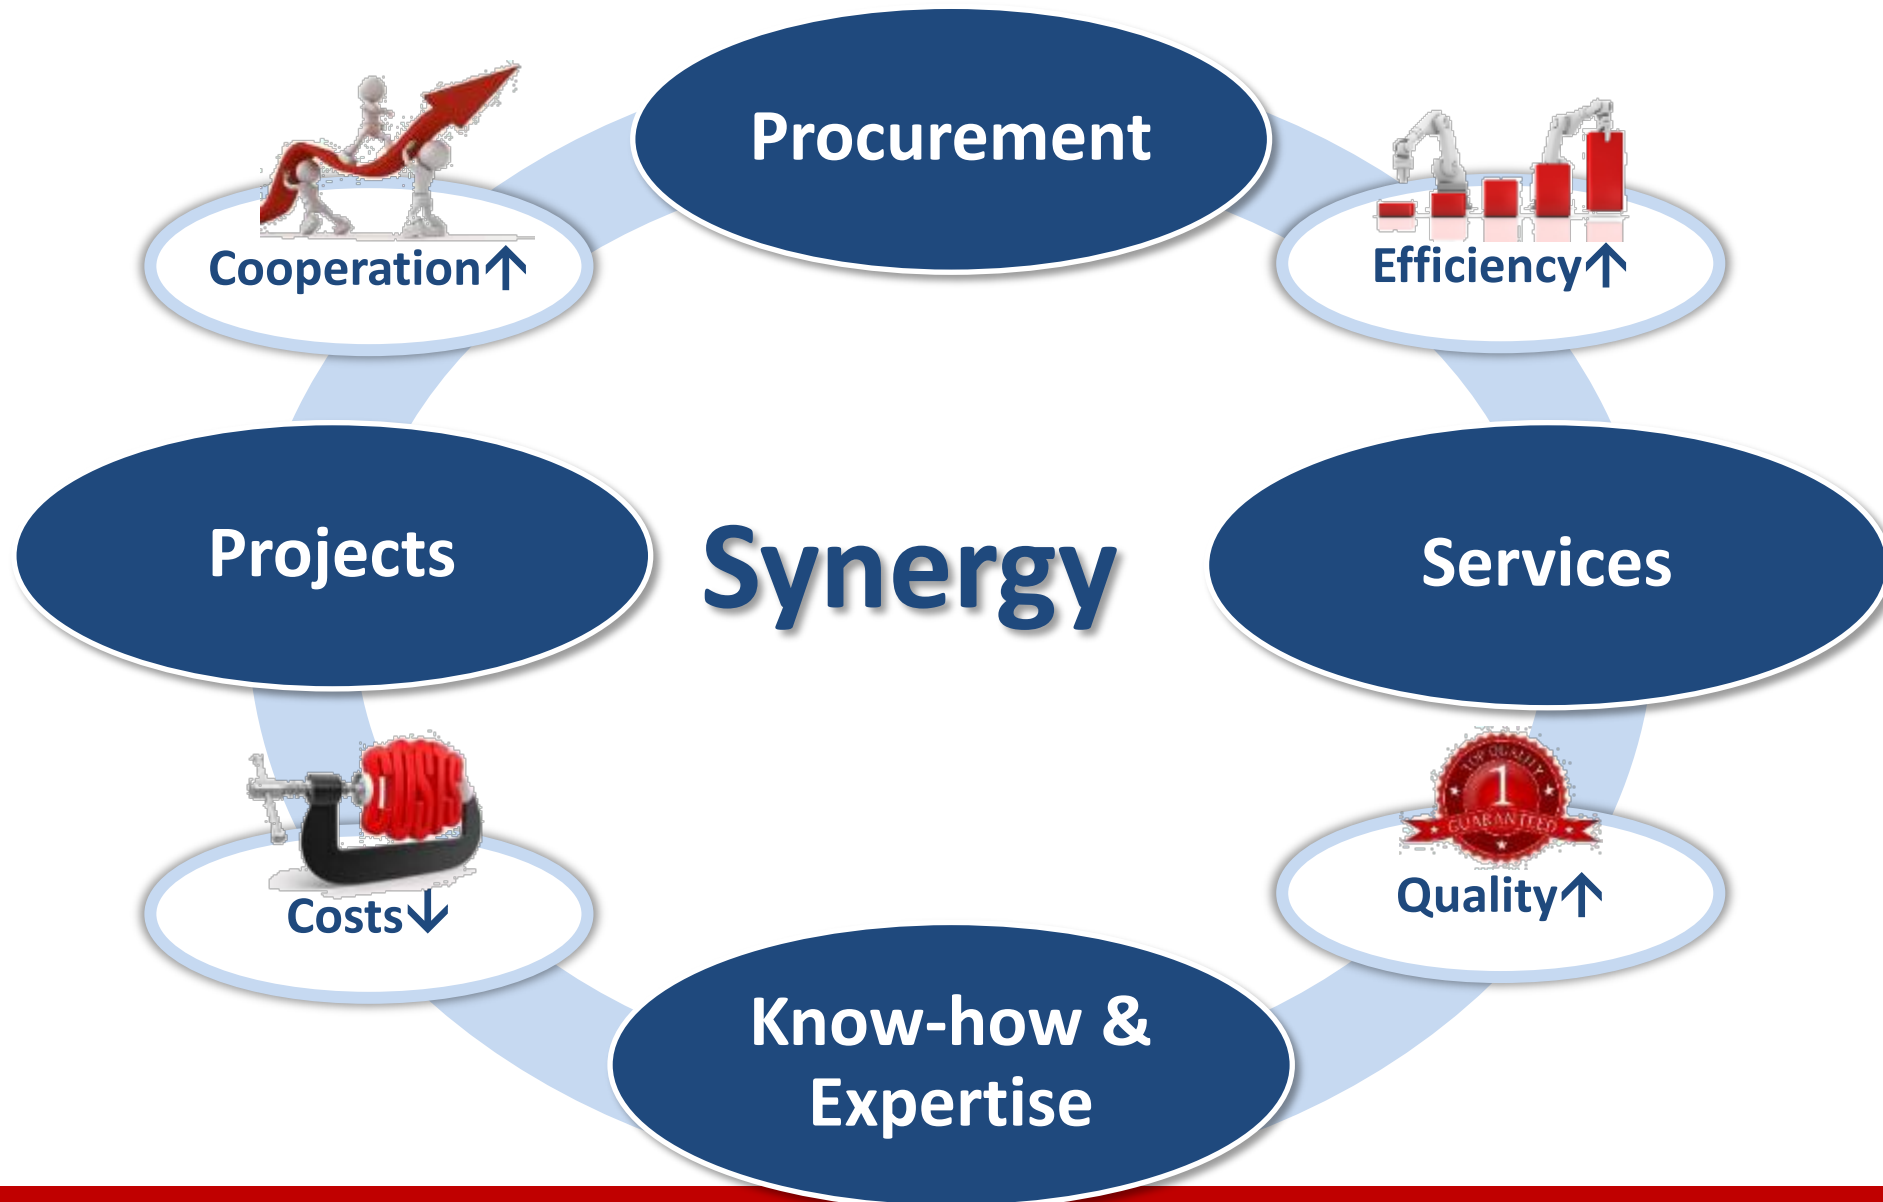 Procurement
Cooperation↑
Efficiency↑
Projects
Synergy
Services
COSTS
TOP QUALITY
1
GUARANTEED
Costs↓
Quality↑
Know-how &
Expertise